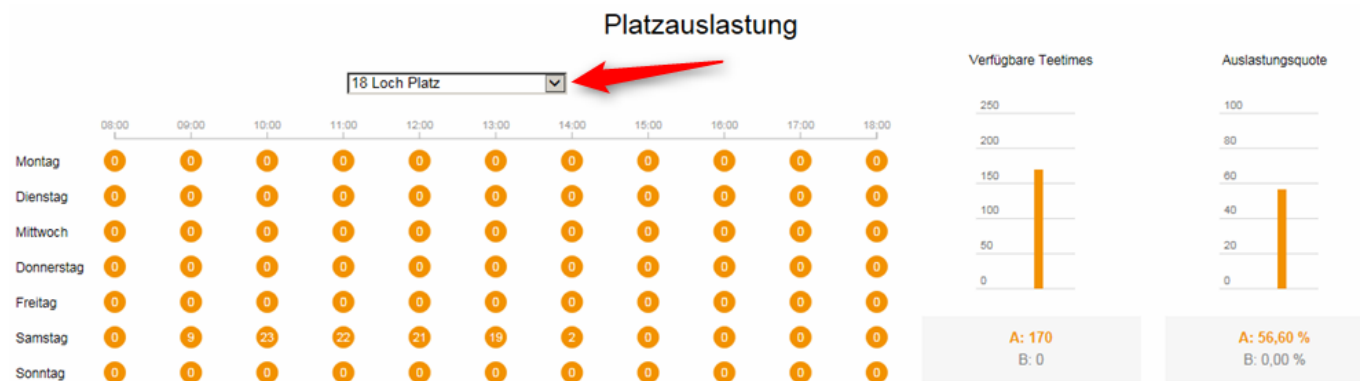 Platzauslastung
18 Loch Platz
08:00 09:00 10:00 11:00 12:00 13:00 14:00 15:00 16:00 17:00 18:00
Montag 0 0 0 0 0 0 0 0 0 0 0
Dienstag 0 0 0 0 0 0 0 0 0 0 0
Mittwoch 0 0 0 0 0 0 0 0 0 0 0
Donnerstag 0 0 0 0 0 0 0 0 0 0 0
Freitag 0 0 0 0 0 0 0 0 0 0 0
Samstag 0 9 23 22 21 19 2 0 0 0 0
Sonntag 0 0 0 0 0 0 0 0 0 0 0
Verfügbare Teetimes
250
200
150
100
50
0
A: 170
B: 0
Auslastungsquote
100
80
60
40
20
0
A: 56,60 %
B: 0,00 %